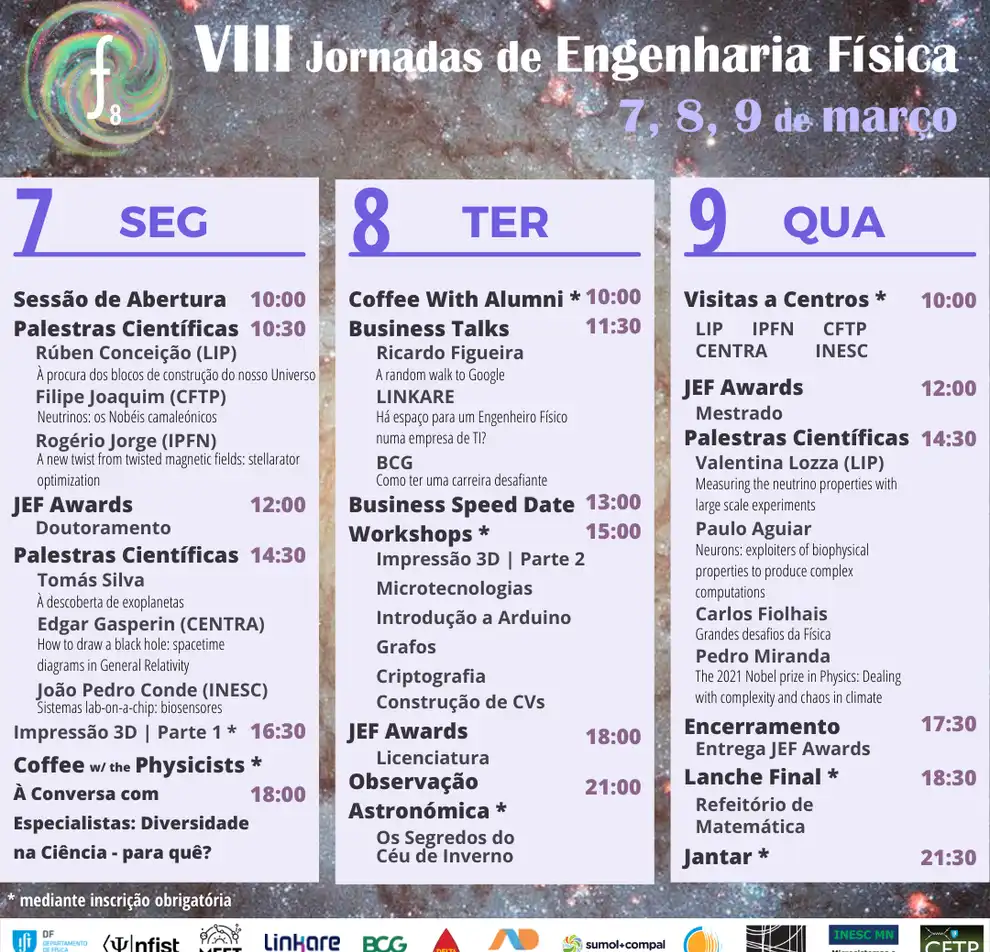 f
8
VIII Jornadas de Engenharia Física
7, 8, 9 de março
7 SEG
Sessão de Abertura 10:00
Palestras Científicas 10:30
Rúben Conceição (LIP)
À procura dos blocos de construção do nosso Universo
Filipe Joaquim (CFTP)
Neutrinos: os Nobéis camaleónicos
Rogério Jorge (IPFN)
A new twist from twisted magnetic fields: stellarator
optimization
JEF Awards 12:00
Doutoramento
Palestras Científicas 14:30
Tomás Silva
À descoberta de exoplanetas
Edgar Gasperin (CENTRA)
How to draw a black hole: spacetime
diagrams in General Relativity
João Pedro Conde (INESC)
Sistemas lab-on-a-chip: biosensores
Impressão 3D | Parte 1 * 16:30
Coffee w/ the Physicists *
À Conversa com 18:00
Especialistas: Diversidade
na Ciência - para quê?
8 TER
Coffee With Alumni * 10:00
Business Talks 11:30
Ricardo Figueira
A random walk to Google
LINKARE
Há espaço para um Engenheiro Físico
numa empresa de TI?
BCG
Como ter uma carreira desafiante
Business Speed Date 13:00
Workshops * 15:00
Impressão 3D | Parte 2
Microtecnologias
Introdução a Arduino
Grafos
Criptografia
Construção de CVs
JEF Awards 18:00
Licenciatura
Observação 21:00
Astronómica *
Os Segredos do
Céu de Inverno
9 QUA
Visitas a Centros * 10:00
LIP IPFN CFTP
CENTRA INESC
JEF Awards 12:00
Mestrado
Palestras Científicas 14:30
Valentina Lozza (LIP)
Measuring the neutrino properties with
large scale experiments
Paulo Aguiar
Neurons: exploiters of biophysical
properties to produce complex
computations
Carlos Fiolhais
Grandes desafios da Física
Pedro Miranda
The 2021 Nobel prize in Physics: Dealing
with complexity and chaos in climate
Encerramento 17:30
Entrega JEF Awards
Lanche Final * 18:30
Refeitório de
Matemática
Jantar * 21:30
* mediante inscrição obrigatória
DF
DEPARTAMENTO
DE FÍSICA
nfist
MEFT
Linkare
BCG
DELTA
sumol+compal
INESC MN
CFTP